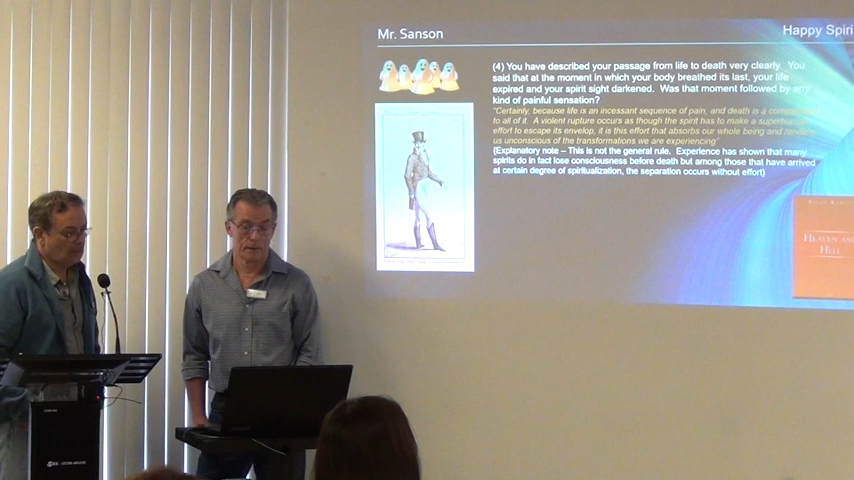 Mr. Sanson
Happy Spiri
(4) You have described your passage from life to death very clearly. You
said that at the moment in which your body breathed its last, your life
expired and your spirit sight darkened. Was that moment followed by any
kind of painful sensation?
"Certainly, because life is an incessant sequence of pain, and death is a
to all of it. A violent rupture occurs as though the spirit has to make a superhuman
effort to escape its envelop, it is this effort that absorbs our whole being and
us unconscious of the transformations we are experiencing"
(Explanatory note – This is not the general rule. Experience has shown that many
spirits do in fact lose consciousness before death but among those that have arrived
at certain degree of spiritualization, the separation occurs without effort)
HEAVEN AND
HELL